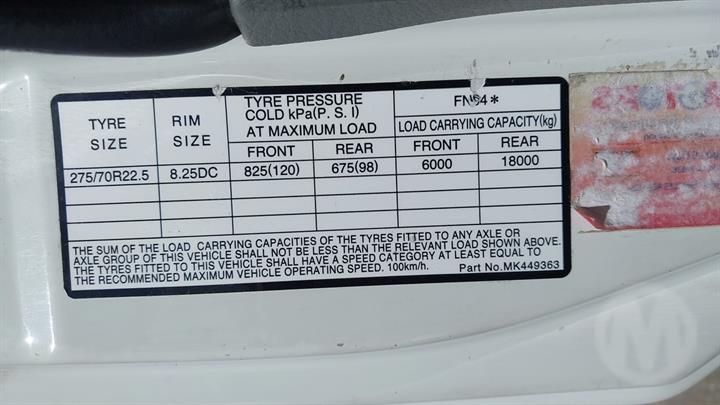 TYRE SIZE RIM SIZE TYRE PRESSURE COLD kPa(P. S. I) AT MAXIMUM LOAD FN64*
LOAD CARRYING CAPACITY(kg)
FRONT REAR FRONT REAR
275/70R22.5 8.25DC 825(120) 675(98) 6000 18000
THE SUM OF THE LOAD CARRYING CAPACITIES OF THE TYRES FITTED TO ANY AXLE OR
AXLE GROUP OF THIS VEHICLE SHALL NOT BE LESS THAN THE RELEVANT LOAD SHOWN ABOVE.
THE TYRES FITTED TO THIS VEHICLE SHALL HAVE A SPEED CATEGORY AT LEAST EQUAL TO
THE RECOMMENDED MAXIMUM VEHICLE OPERATING SPEED. 100km/h. Part No.MK449363
M